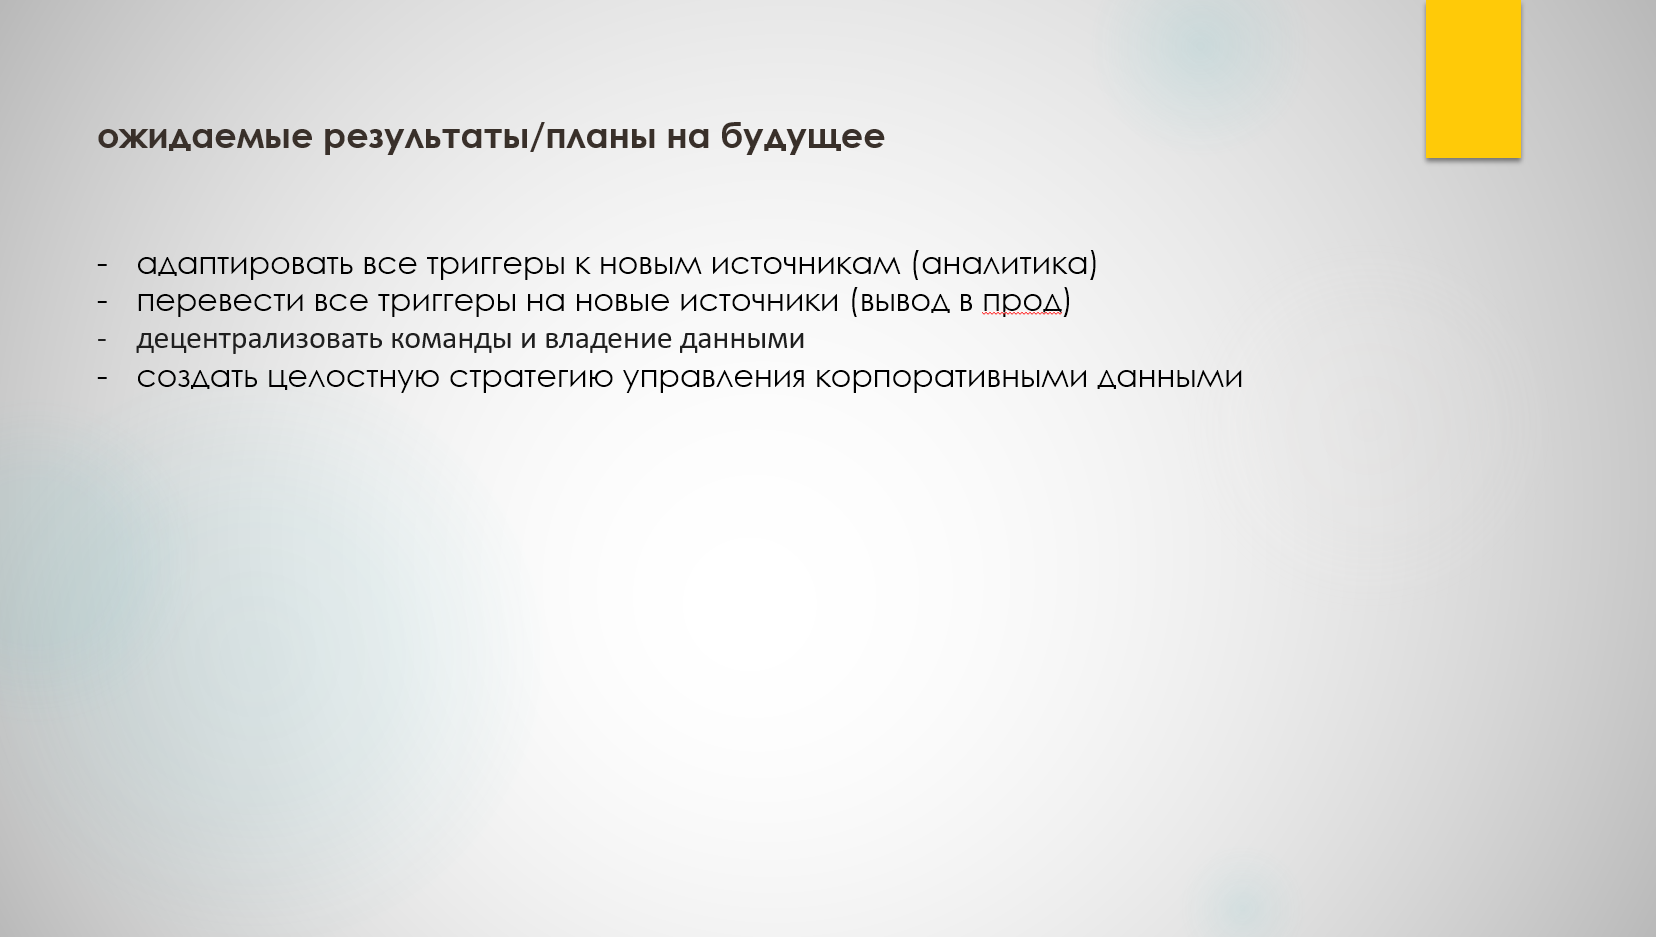 ожидаемые результаты/планы на будущее
- адаптировать все триггеры к новым источникам (аналитика)
- перевести все триггеры на новые источники (вывод в прод)
- децентрализовать команды и владение данными
- создать целостную стратегию управления корпоративными данными